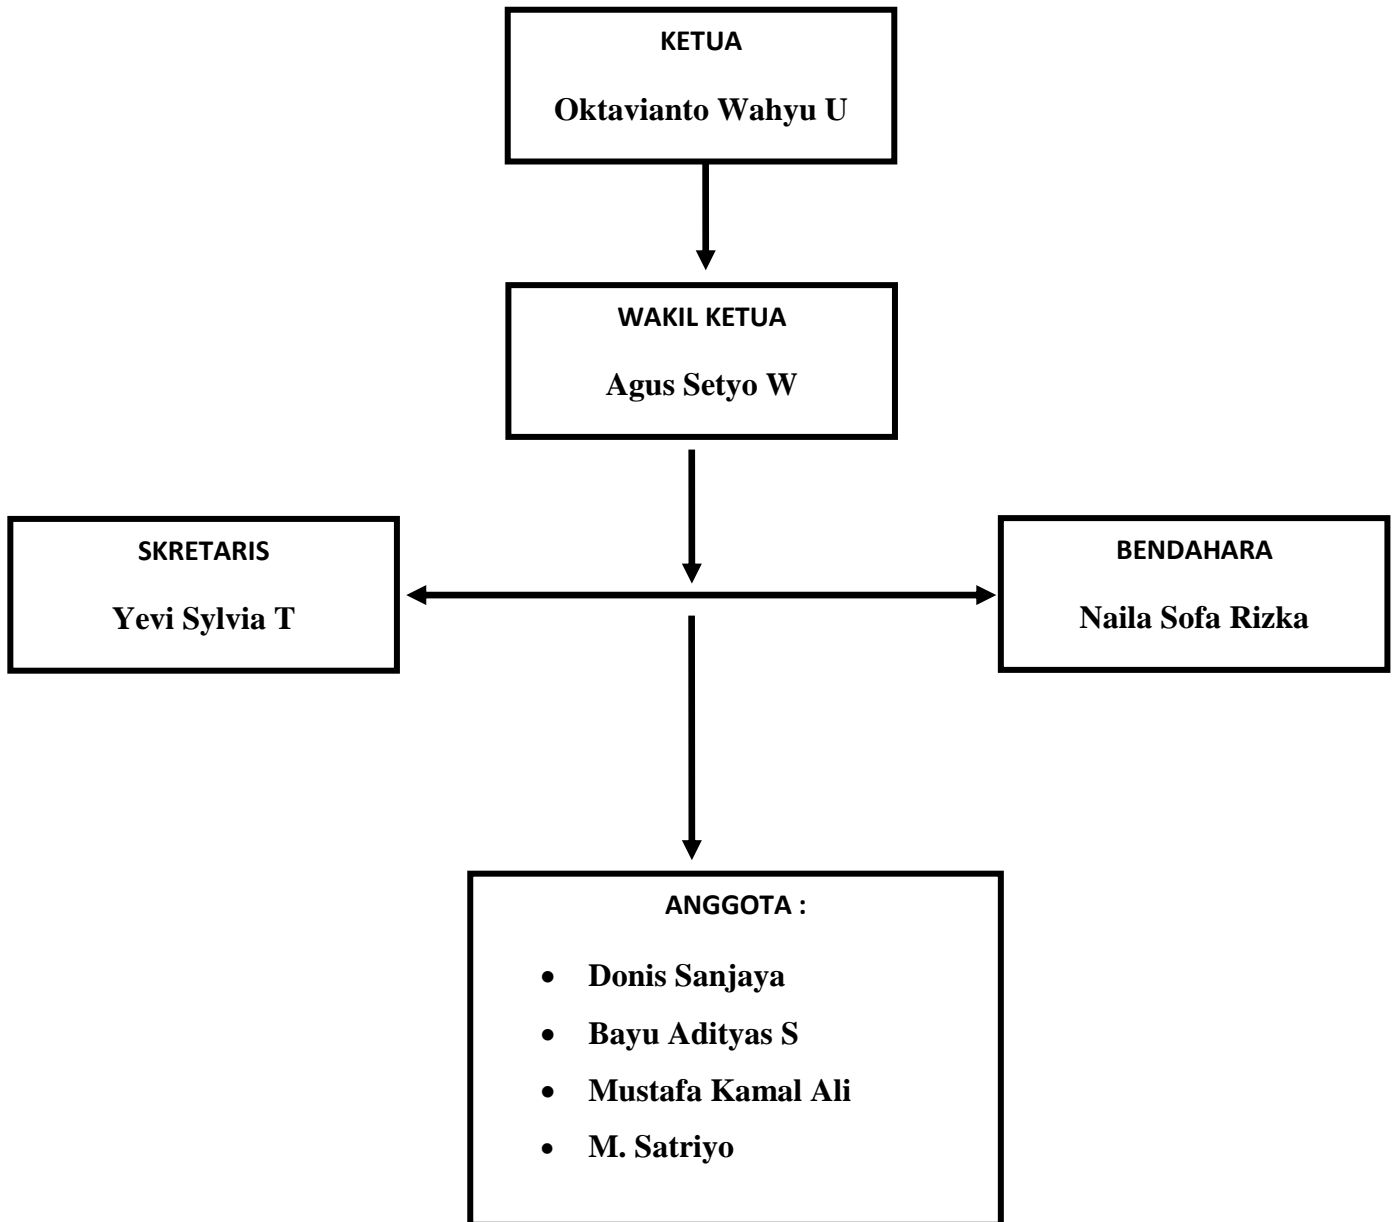 KETUA
Oktavianto Wahyu U
WAKIL KETUA
Agus Setyo W
SKRETARIS
Yevi Sylvia T
BENDAHARA
Naila Sofa Rizka
ANGGOTA :
• Donis Sanjaya
• Bayu Adityas S
• Mustafa Kamal Ali
• M. Satriyo